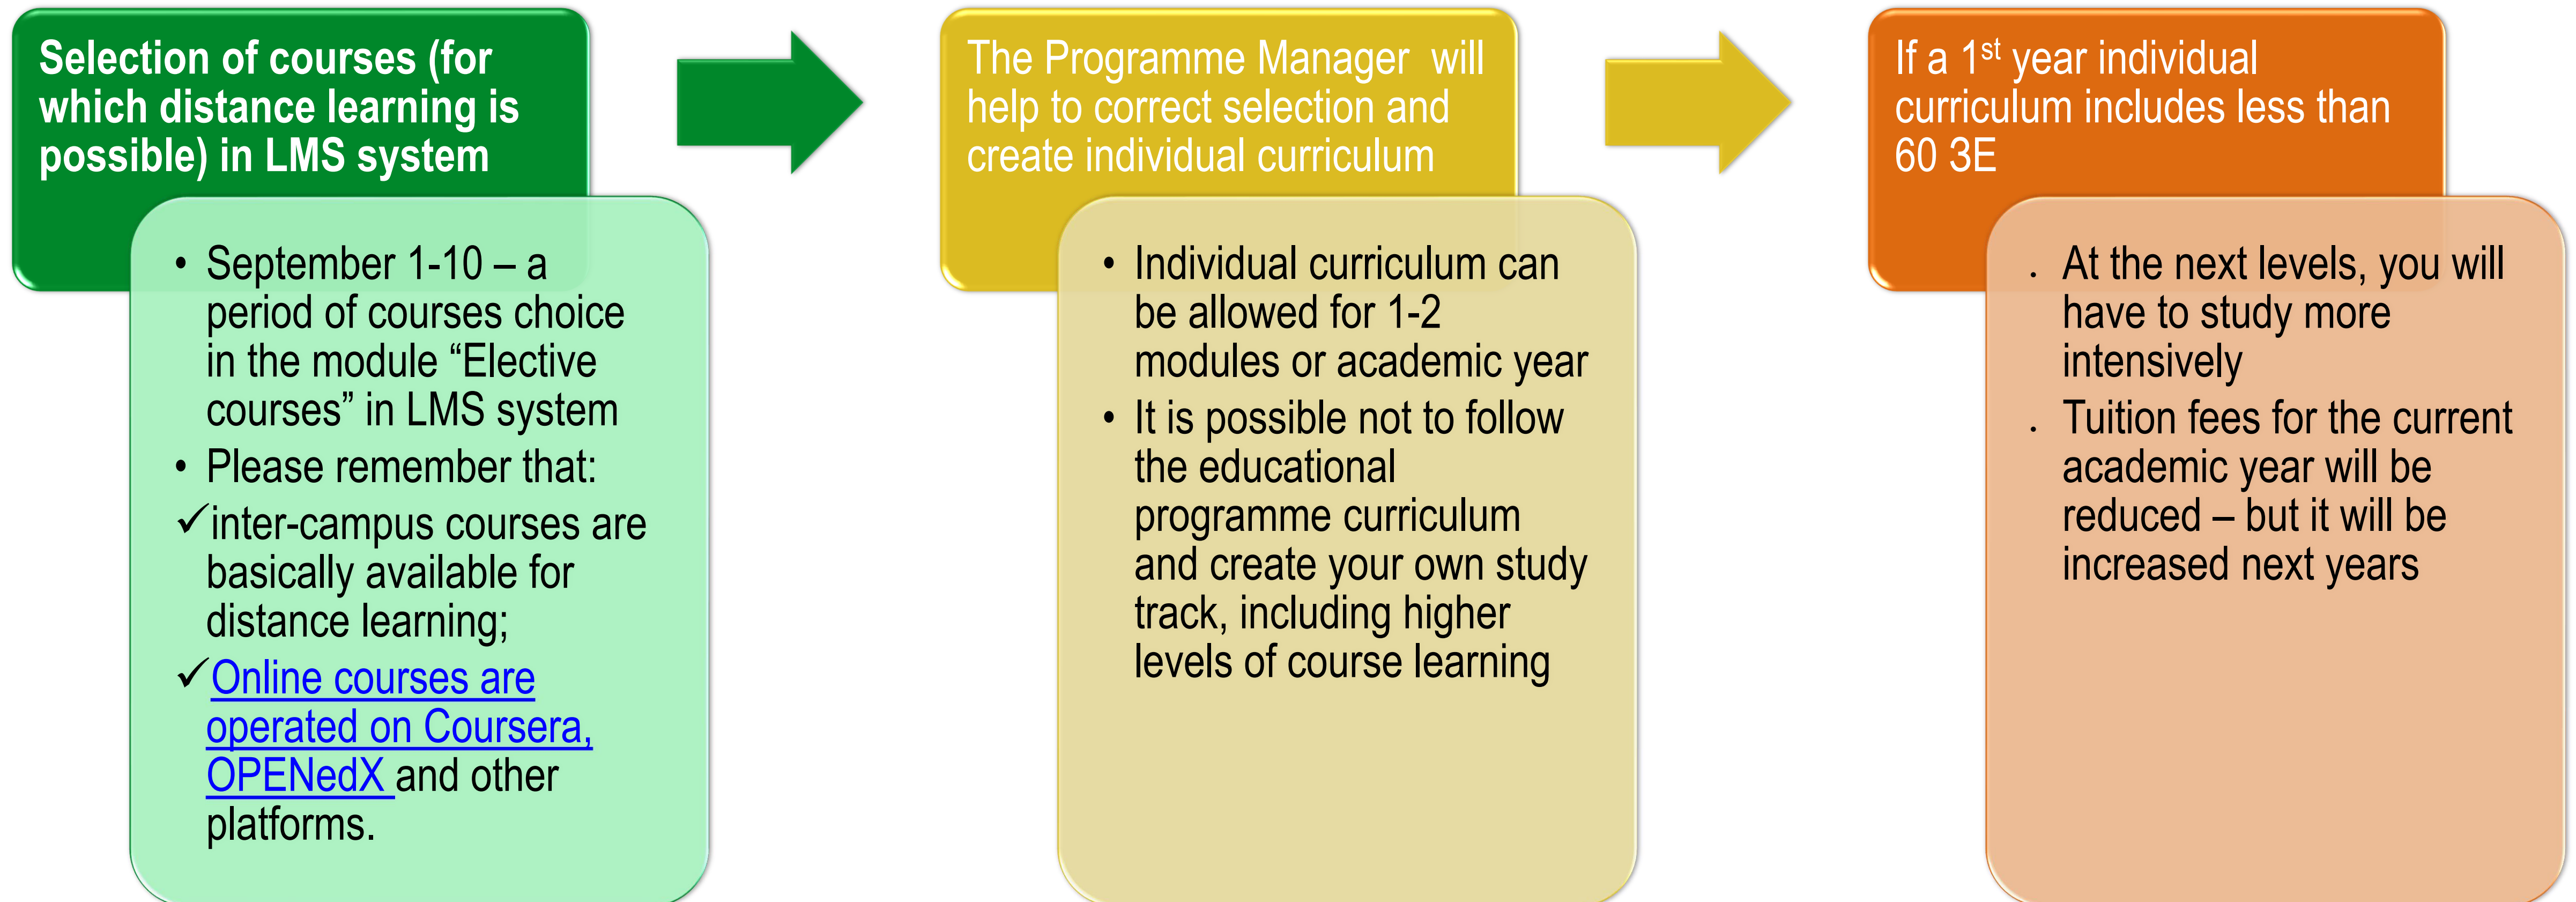 Selection of courses (for
which distance learning is
possible) in LMS system
• September 1-10 – a
period of courses choice
in the module “Elective
courses” in LMS system
• Please remember that:
✓inter-campus courses are
basically available for
distance learning;
✓Online courses are
operated on Coursera,
OPENedX and other
platforms.
The Programme Manager will
help to correct selection and
create individual curriculum
• Individual curriculum can
be allowed for 1-2
modules or academic year
• It is possible not to follow
the educational
programme curriculum
and create your own study
track, including higher
levels of course learning
If a 1st year individual
curriculum includes less than
60 ЗЕ
• At the next levels, you will
have to study more
intensively
• Tuition fees for the current
academic year will be
reduced – but it will be
increased next years